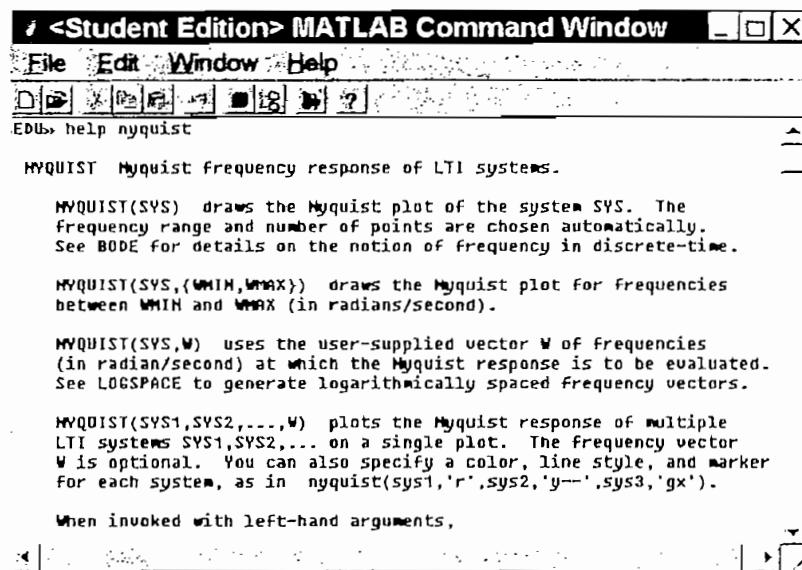 <Student Edition> MATLAB Command Window
File Edit Window Help
EDU» help nyquist
NYQUIST Nyquist frequency response of LTI systems.
NYQUIST(SYS) draws the Nyquist plot of the system SYS. The
frequency range and number of points are chosen automatically.
See BODE for details on the notion of frequency in discrete-time.
NYQUIST(SYS,{WMIN,WMAX}) draws the Nyquist plot for frequencies
between WMIN and WMAX (in radians/second).
NYQUIST(SYS,W) uses the user-supplied vector W of frequencies
(in radian/second) at which the Nyquist response is to be evaluated.
See LOGSPACE to generate logarithmically spaced frequency vectors.
NYQUIST(SYS1,SYS2,...,W) plots the Nyquist response of multiple
LTI systems SYS1,SYS2,... on a single plot. The frequency vector
W is optional. You can also specify a color, line style, and marker
for each system, as in nyquist(sys1,'r',sys2,'y--',sys3,'gx').
When invoked with left-hand arguments,